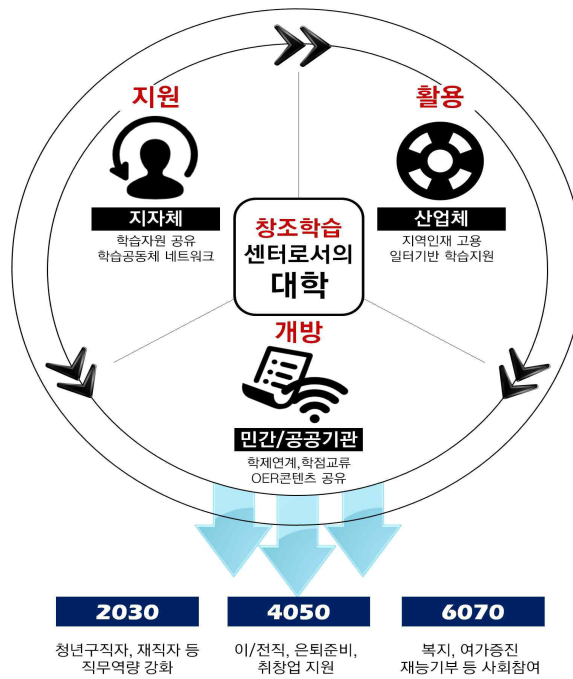 지원
지자체
학습자원 공유
학습공동체 네트워크
활용
산업체
지역인재 고용
일터기반 학습지원
창조학습
센터로서의
대학
개방
민간/공공기관
학제연계,학점교류
OER콘텐츠 공유
2030
청년구직자, 재직자 등
직무역량 강화
4050
이/전직, 은퇴준비,
취창업 지원
6070
복지, 여가증진
재능기부 등 사회참여